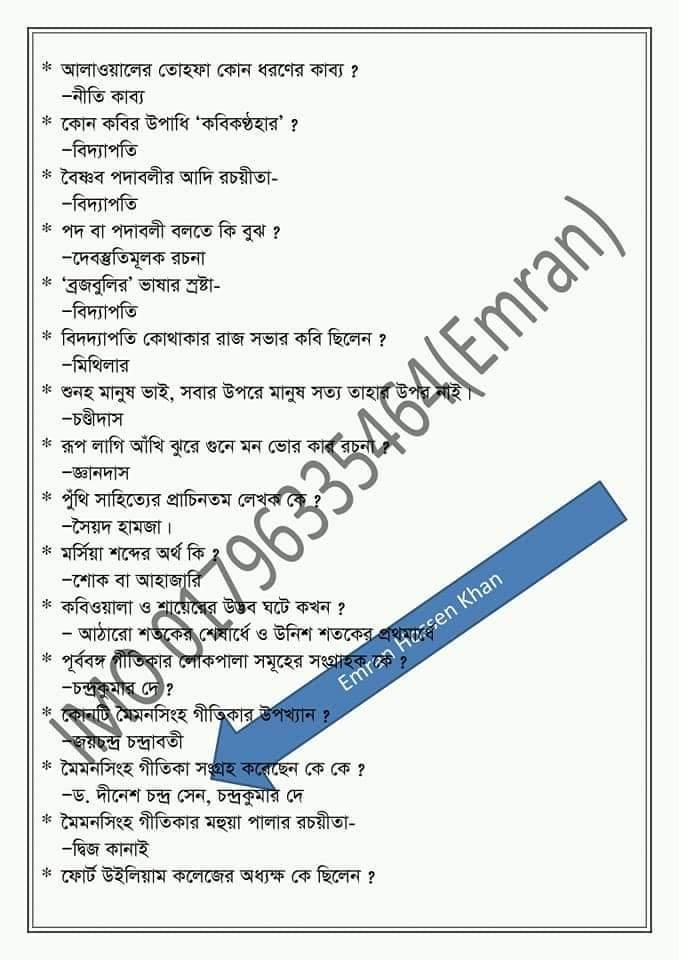 * আলাওয়ালের তোহফা কোন ধরণের কাব্য ?
–নীতি কাব্য
* কোন কবির উপাধি ‘কবিকণ্ঠহার’ ?
–বিদ্যাপতি
* বৈষ্ণব পদাবলীর আদি রচয়ীতা-
–বিদ্যাপতি
* পদ বা পদাবলী বলতে কি বুঝ ?
–দেবস্তুতিমূলক রচনা
* ‘ব্রজবুলির’ ভাষার স্রষ্টা-
–বিদ্যাপতি
* বিদদ্যাপতি কোথাকার রাজ সভার কবি ছিলেন ?
–মিথিলার
* শুনহ মানুষ ভাই, সবার উপরে মানুষ সত্য তাহার উপর নাই।
–চণ্ডীদাস
* রূপ লাগি আঁখি ঝুরে গুনে মন ভোর কার রচনা ?
–জ্ঞানদাস
* পুঁথি সাহিত্যের প্রাচিনতম লেখক কে ?
–সৈয়দ হামজা।
* মর্সিয়া শব্দের অর্থ কি ?
–শোক বা আহাজারি
* কবিওয়ালা ও শায়েরের উদ্ভব ঘটে কখন ?
– আঠারো শতকের শেষার্ধে ও উনিশ শতকের প্রথমার্ধে
* পূর্ববঙ্গ গীতিকার লোকপালা সমূহের সংগ্রাহক কে ?
–চন্দ্রকুমার দে ?
* কোনটি মৈমনসিংহ গীতিকার উপখ্যান ?
–জয়চন্দ্র চন্দ্রাবতী
* মৈমনসিংহ গীতিকা সংগ্রহ করেছেন কে কে ?
–ড. দীনেশ চন্দ্র সেন, চন্দ্রকুমার দে
* মৈমনসিংহ গীতিকার মহুয়া পালার রচয়ীতা-
–দ্বিজ কানাই
* ফোর্ট উইলিয়াম কলেজের অধ্যক্ষ কে ছিলেন ?
IMO 01796335464(Emran)
Emran Hossen Khan